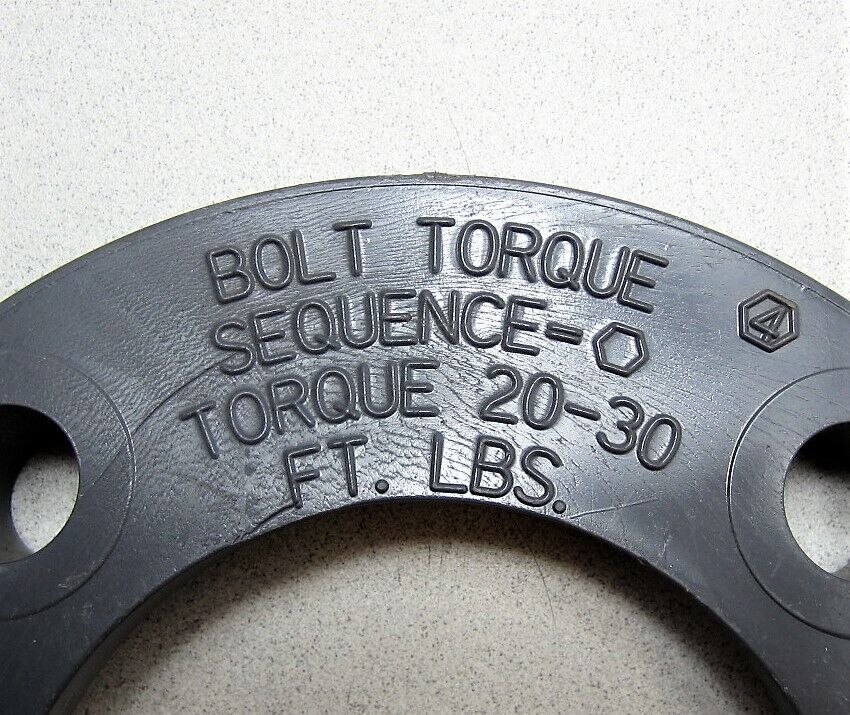 BOLT TORQUE
SEQUENCE=⬡
4
TORQUE 20-30
FT. LBS.